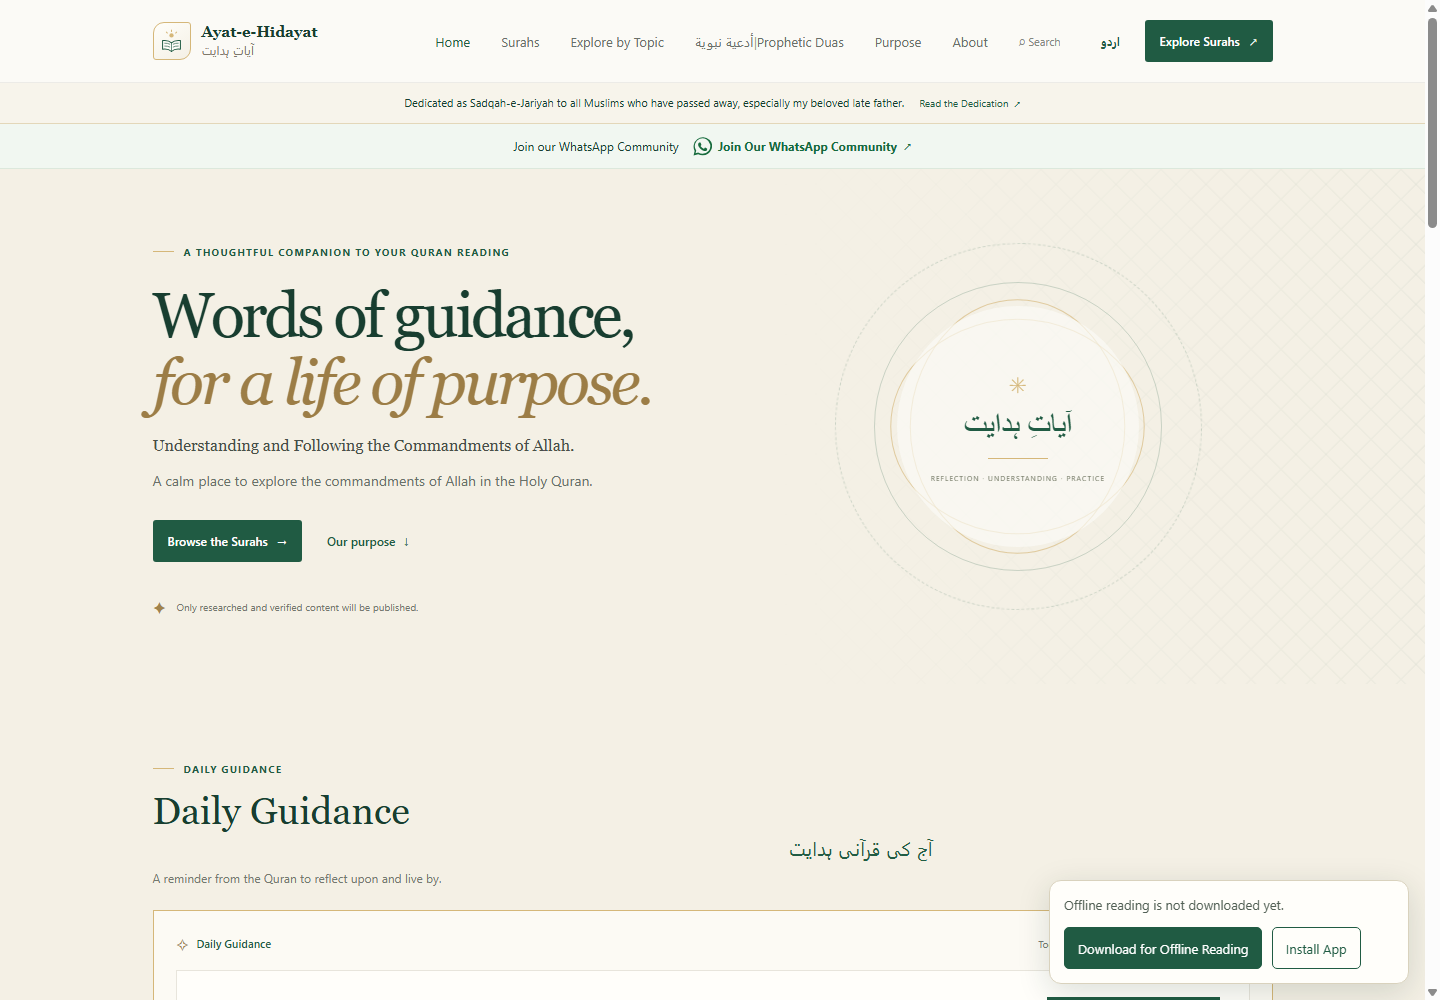 Ayat-e-Hidayat
آیاتِ ہدایت
Home
Surahs
Explore by Topic
أدعية نبوية|Prophetic Duas
Purpose
About
⌕ Search
اردو
Explore Surahs ↗
Dedicated as Sadqah-e-Jariyah to all Muslims who have passed away, especially my beloved late father. Read the Dedication ↗
Join our WhatsApp Community Join Our WhatsApp Community ↗
A THOUGHTFUL COMPANION TO YOUR QURAN READING
Words of guidance,
for a life of purpose.
Understanding and Following the Commandments of Allah.
A calm place to explore the commandments of Allah in the Holy Quran.
Browse the Surahs →
Our purpose ↓
Only researched and verified content will be published.
آیاتِ ہدایت
REFLECTION · UNDERSTANDING · PRACTICE
DAILY GUIDANCE
Daily Guidance
آج کی قرآنی ہدایت
A reminder from the Quran to reflect upon and live by.
Daily Guidance
Offline reading is not downloaded yet.
Download for Offline Reading
Install App